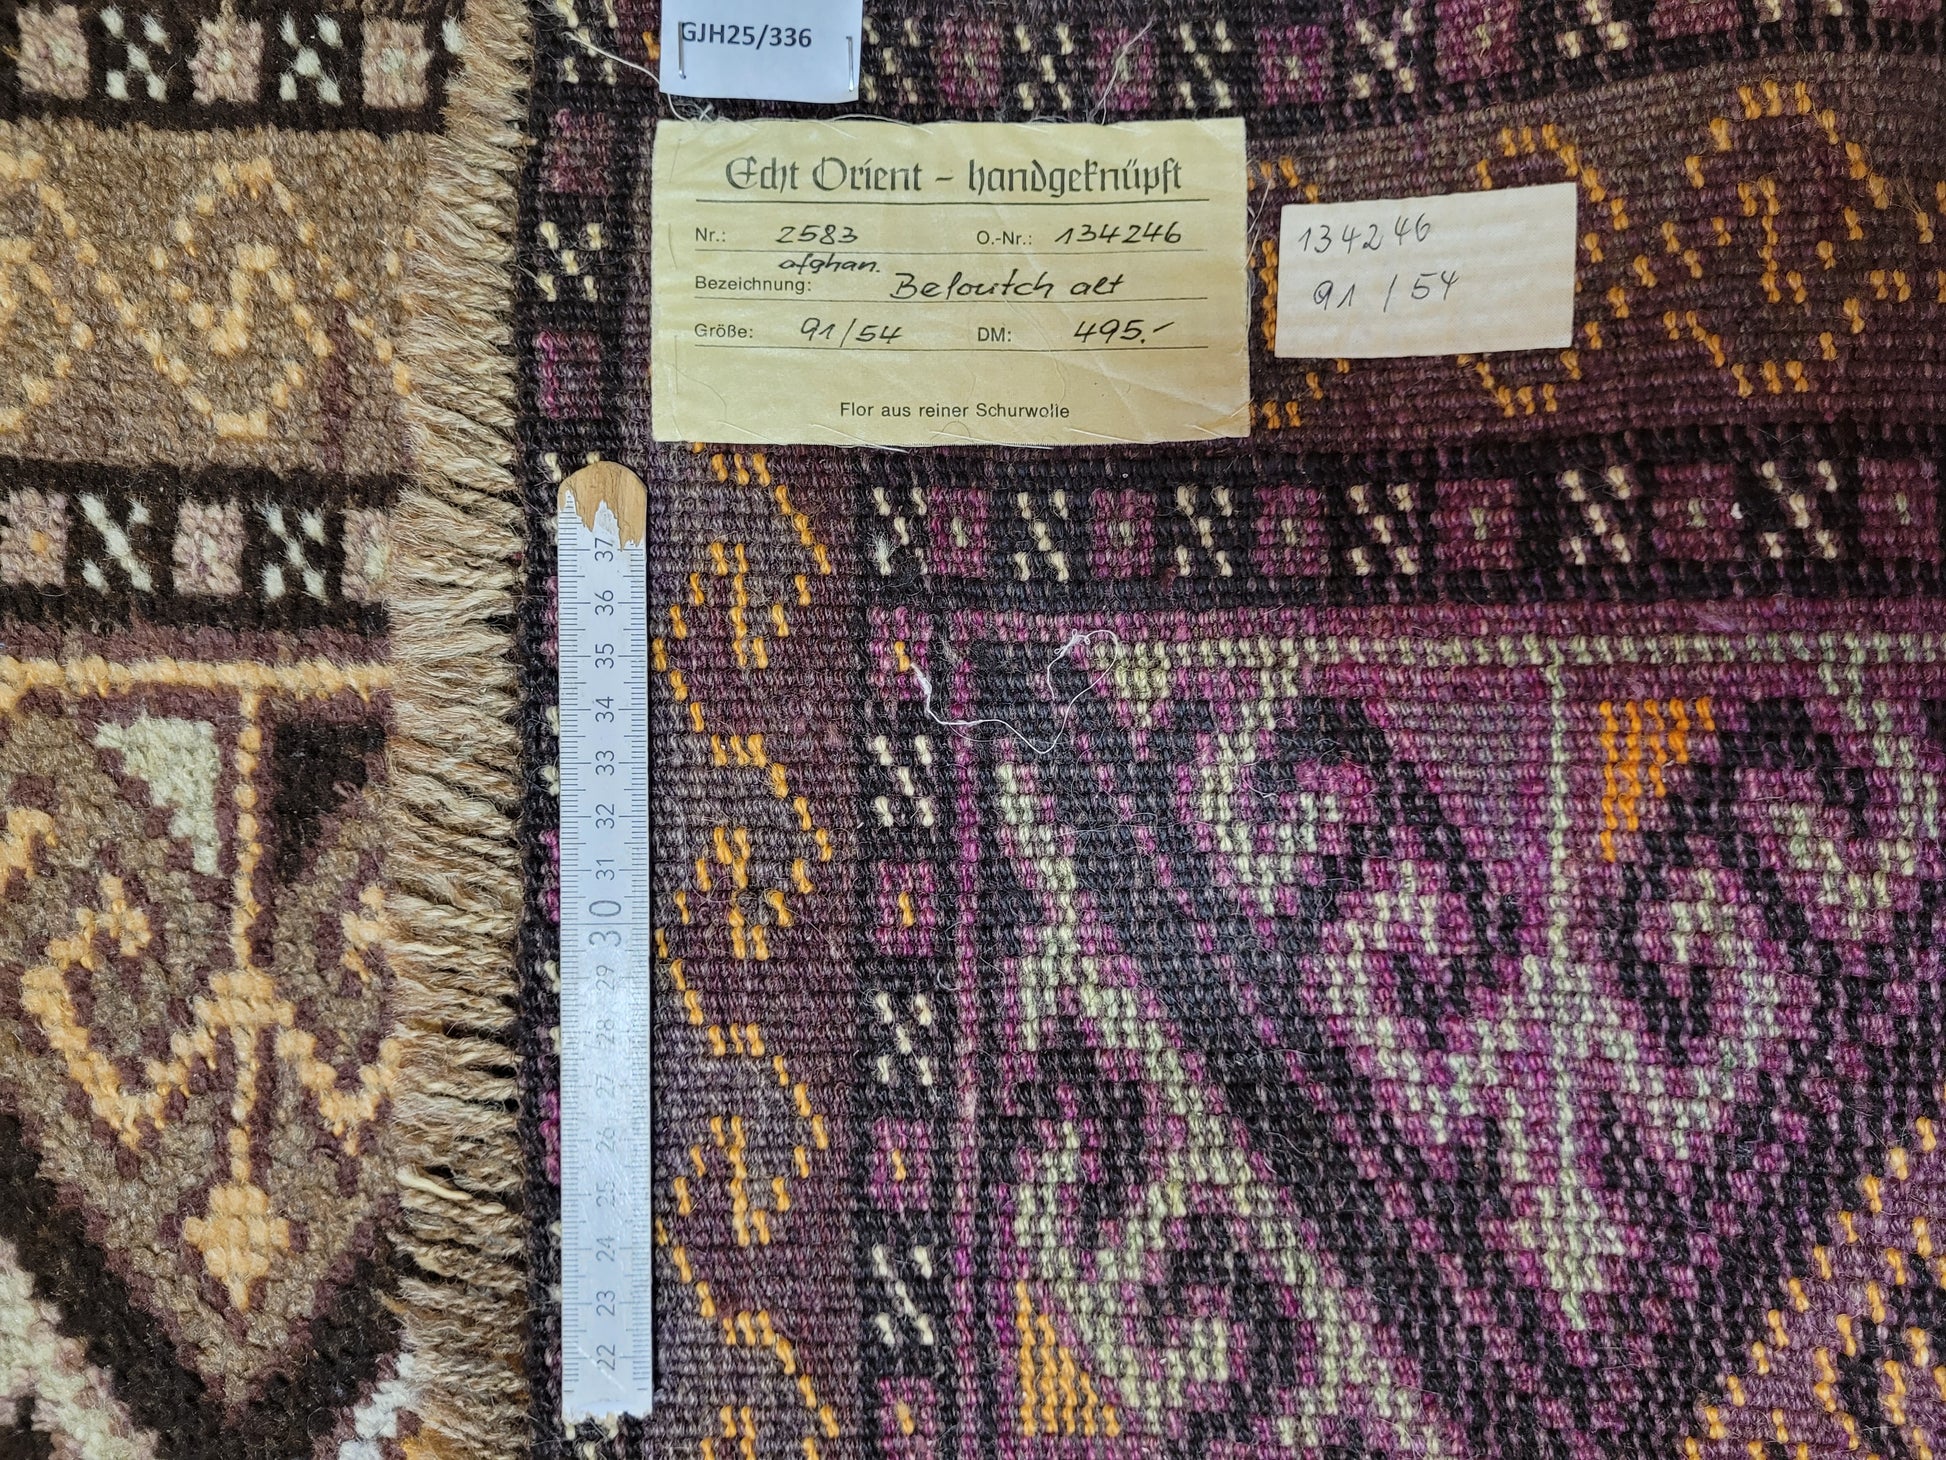 GJH25/336
Echt Orient - handgeknüpft
Nr.: 2583 O.-Nr.: 134246
afghan.
Bezeichnung: Beloutch alt
Größe: 91/54 DM: 495.-
Flor aus reiner Schurwolle
134246
91 / 54
37
36
35
34
33
32
31
30
29
28
27
26
25
24
23
22